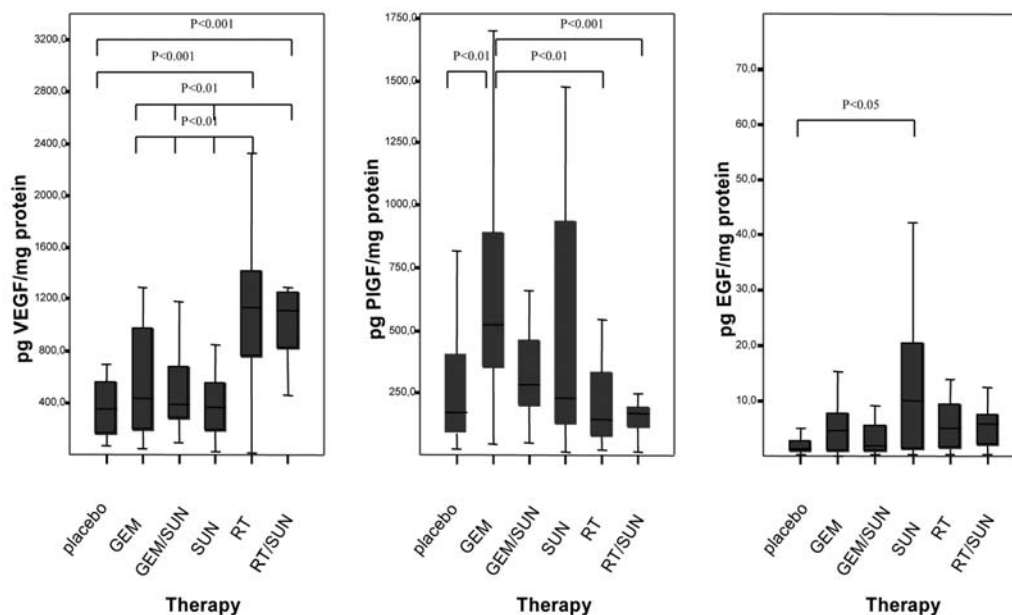 pg VEGF/mg protein
3200,0
2800,0
2400,0
2000,0
1600,0
1200,0
800,0
400,0
P<0.001
P<0.001
P<0.01
P<0.01
placebo
GEM
GEM/SUN
SUN
RT
RT/SUN
Therapy
pg PlGF/mg protein
1750,0
1500,0
1250,0
1000,0
750,0
500,0
250,0
P<0.001
P<0.01
P<0.01
placebo
GEM
GEM/SUN
SUN
RT
RT/SUN
Therapy
pg EGF/mg protein
70,0
60,0
50,0
40,0
30,0
20,0
10,0
P<0.05
placebo
GEM
GEM/SUN
SUN
RT
RT/SUN
Therapy